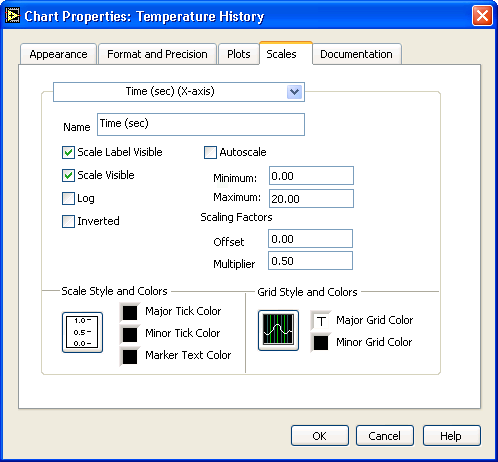 Chart Properties: Temperature History
Appearance Format and Precision Plots Scales Documentation
Time (sec) (X-axis)
Name Time (sec)
Scale Label Visible Autoscale
Scale Visible Minimum: 0.00
Log Maximum: 20.00
Scaling Factors
Inverted
Offset 0.00
Multiplier 0.50
Scale Style and Colors Grid Style and Colors
1.0
0.5
0.0
Major Tick Color
Minor Tick Color
Marker Text Color
T Major Grid Color
Minor Grid Color
OK Cancel Help